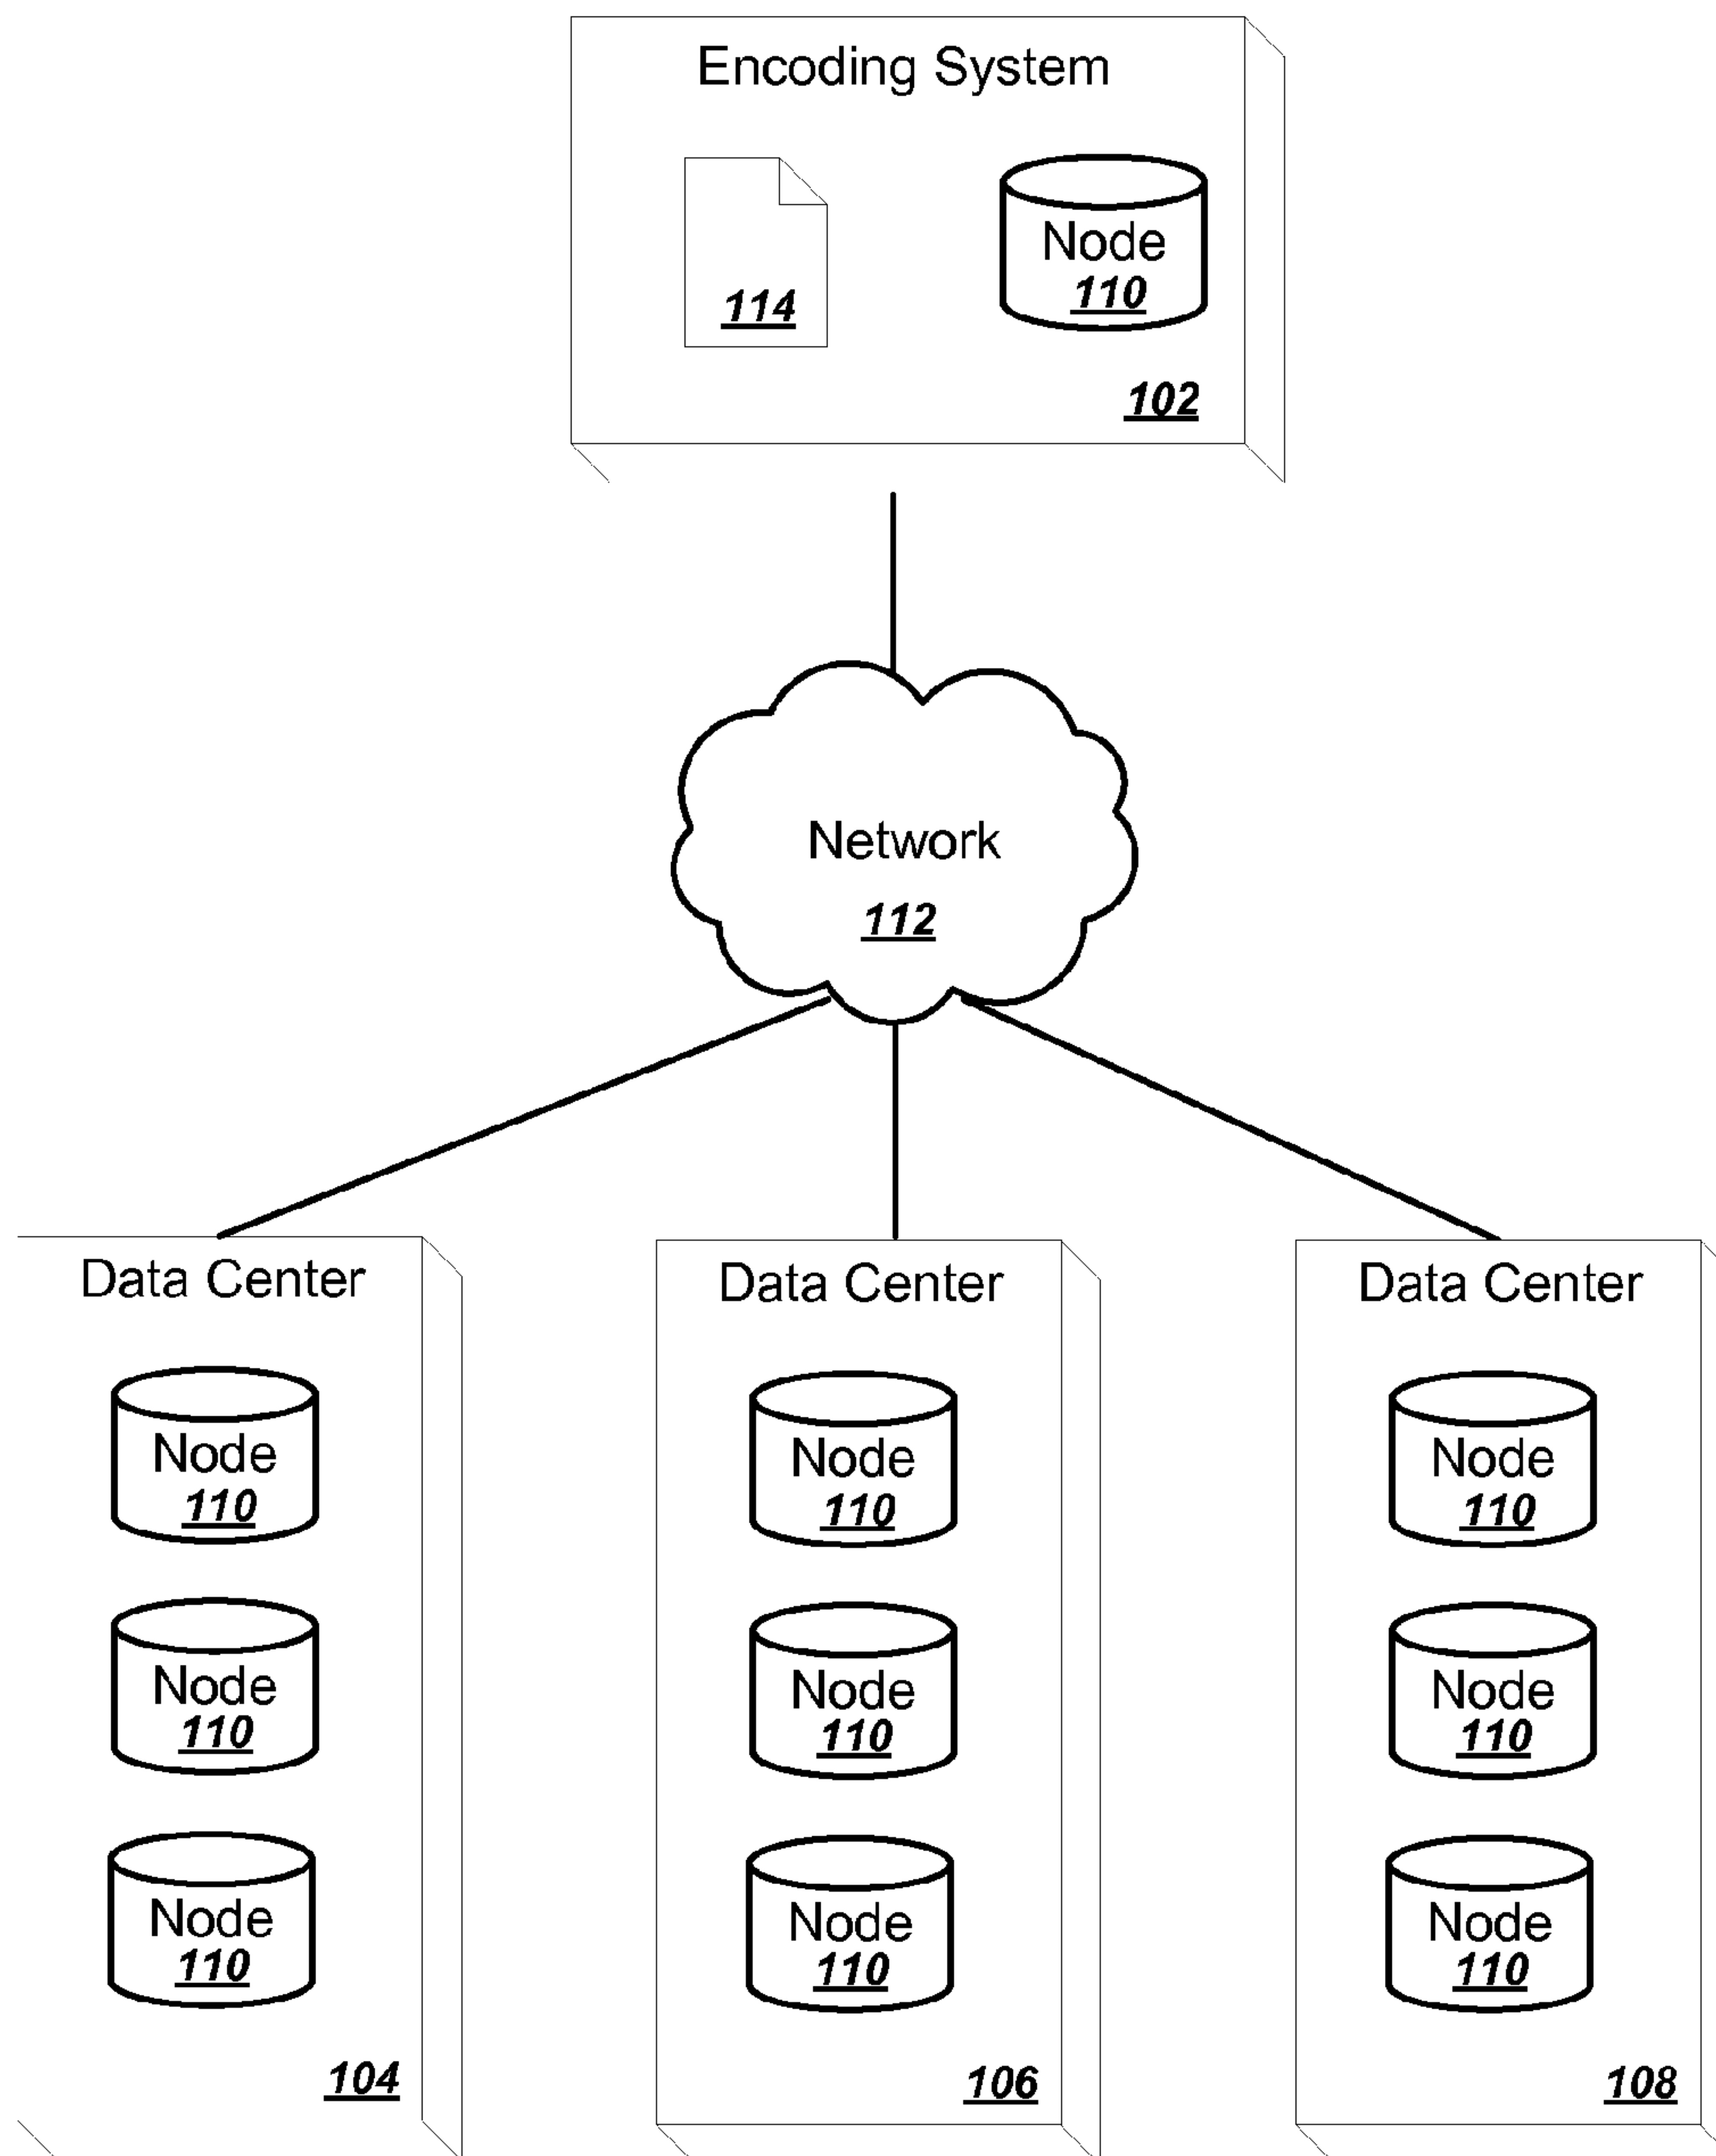 Encoding System
114
Node
110
102
Network
112
Data Center
Node
110
Node
110
Node
110
104
Data Center
Node
110
Node
110
Node
110
106
Data Center
Node
110
Node
110
Node
110
108